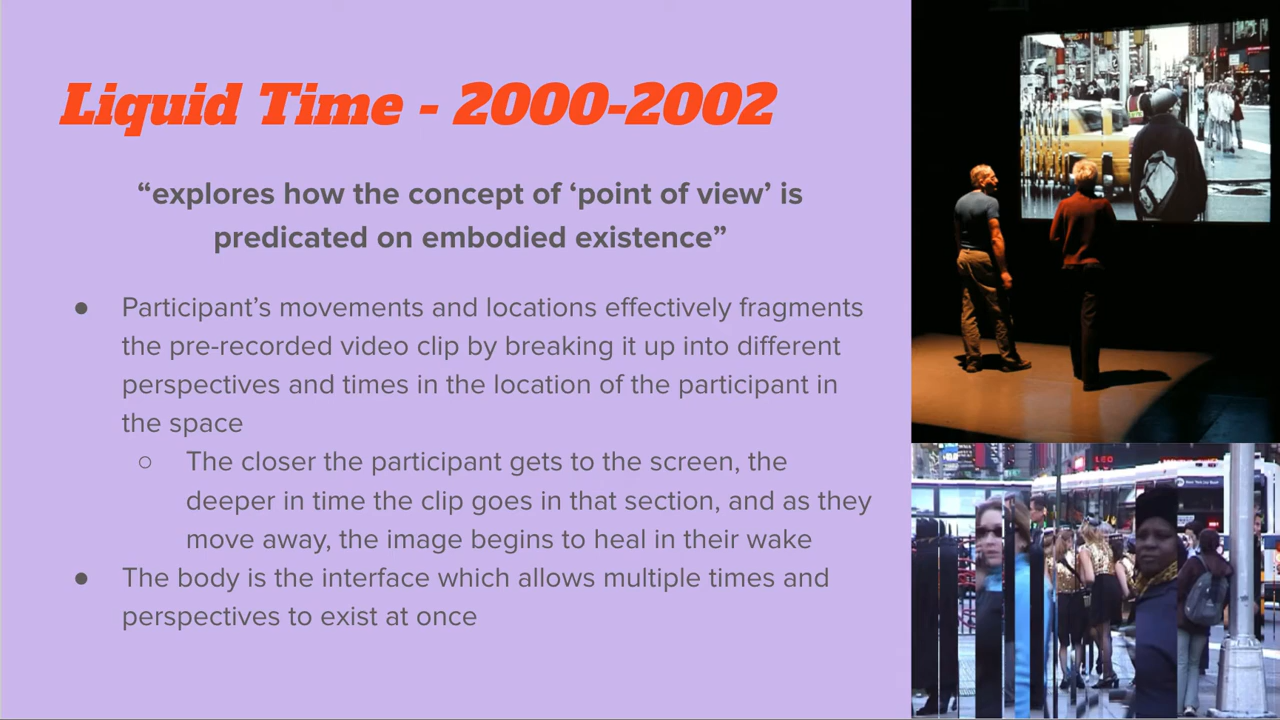 Liquid Time - 2000-2002
“explores how the concept of ‘point of view’ is
predicated on embodied existence”
● Participant’s movements and locations effectively fragments
the pre-recorded video clip by breaking it up into different
perspectives and times in the location of the participant in
the space
○ The closer the participant gets to the screen, the
deeper in time the clip goes in that section, and as they
move away, the image begins to heal in their wake
● The body is the interface which allows multiple times and
perspectives to exist at once